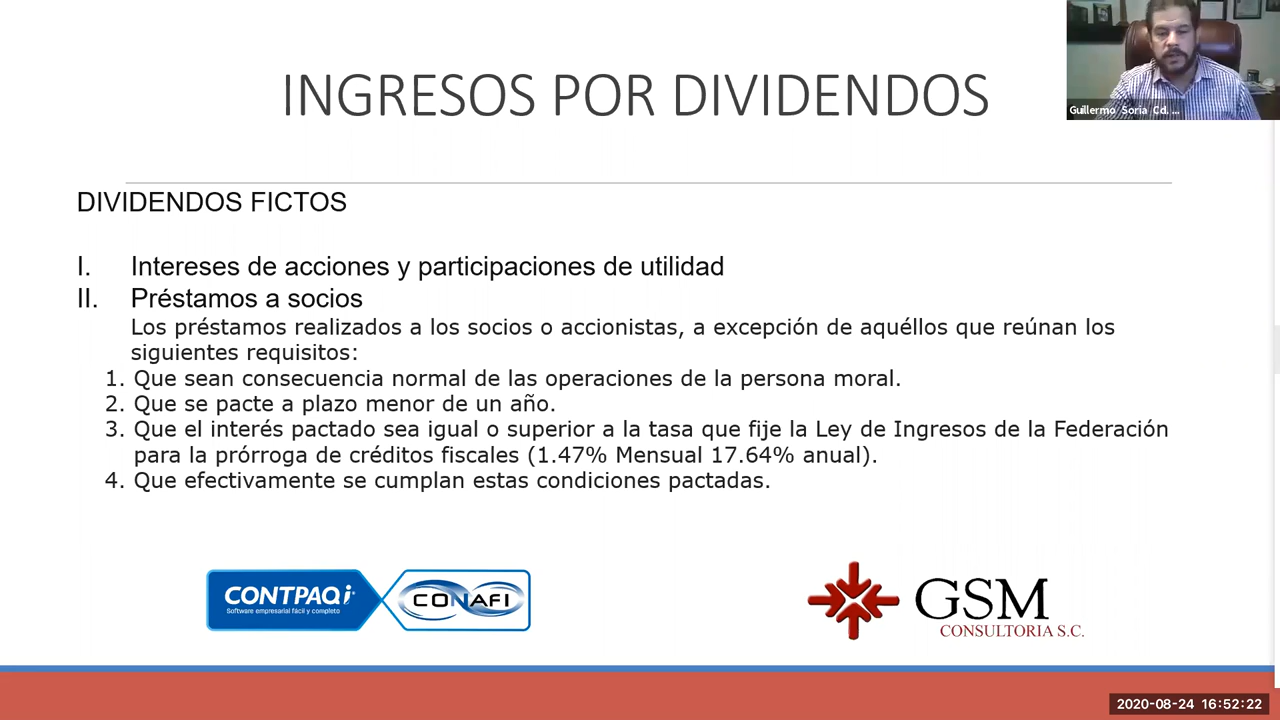 INGRESOS POR DIVIDENDOS
Guillermo Soria Cd. ...
DIVIDENDOS FICTOS
I. Intereses de acciones y participaciones de utilidad
II. Préstamos a socios
Los préstamos realizados a los socios o accionistas, a excepción de aquéllos que reúnan los
siguientes requisitos:
1. Que sean consecuencia normal de las operaciones de la persona moral.
2. Que se pacte a plazo menor de un año.
3. Que el interés pactado sea igual o superior a la tasa que fije la Ley de Ingresos de la Federación
para la prórroga de créditos fiscales (1.47% Mensual 17.64% anual).
4. Que efectivamente se cumplan estas condiciones pactadas.
CONTPAQi
Software empresarial fácil y completo
CONAFI
GSM
CONSULTORIA S.C.
2020-08-24 16:52:22